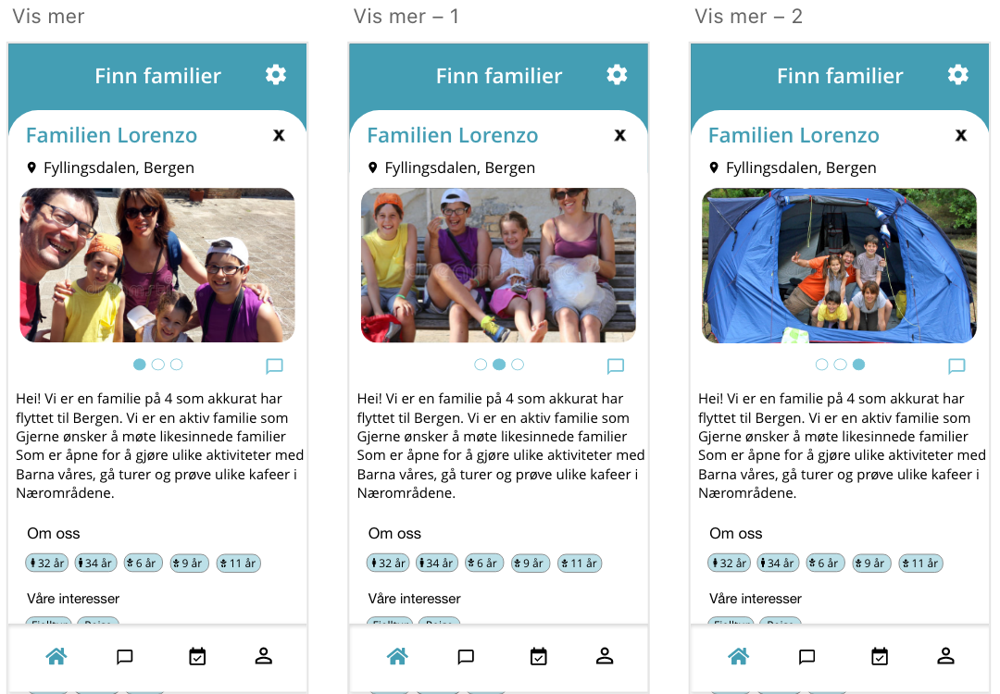 Vis mer
Finn familier
Familien Lorenzo
x
Fyllingsdalen, Bergen
Hei! Vi er en familie på 4 som akkurat har
flyttet til Bergen. Vi er en aktiv familie som
Gjerne ønsker å møte likesinnede familier
Som er åpne for å gjøre ulike aktiviteter med
Barna våres, gå turer og prøve ulike kafeer i
Nærområdene.
Om oss
32 år 34 år 6 år 9 år 11 år
Våre interesser
Vis mer – 1
Finn familier
Familien Lorenzo
x
Fyllingsdalen, Bergen
Hei! Vi er en familie på 4 som akkurat har
flyttet til Bergen. Vi er en aktiv familie som
Gjerne ønsker å møte likesinnede familier
Som er åpne for å gjøre ulike aktiviteter med
Barna våres, gå turer og prøve ulike kafeer i
Nærområdene.
Om oss
32 år 34 år 6 år 9 år 11 år
Våre interesser
Vis mer – 2
Finn familier
Familien Lorenzo
x
Fyllingsdalen, Bergen
Hei! Vi er en familie på 4 som akkurat har
flyttet til Bergen. Vi er en aktiv familie som
Gjerne ønsker å møte likesinnede familier
Som er åpne for å gjøre ulike aktiviteter med
Barna våres, gå turer og prøve ulike kafeer i
Nærområdene.
Om oss
32 år 34 år 6 år 9 år 11 år
Våre interesser